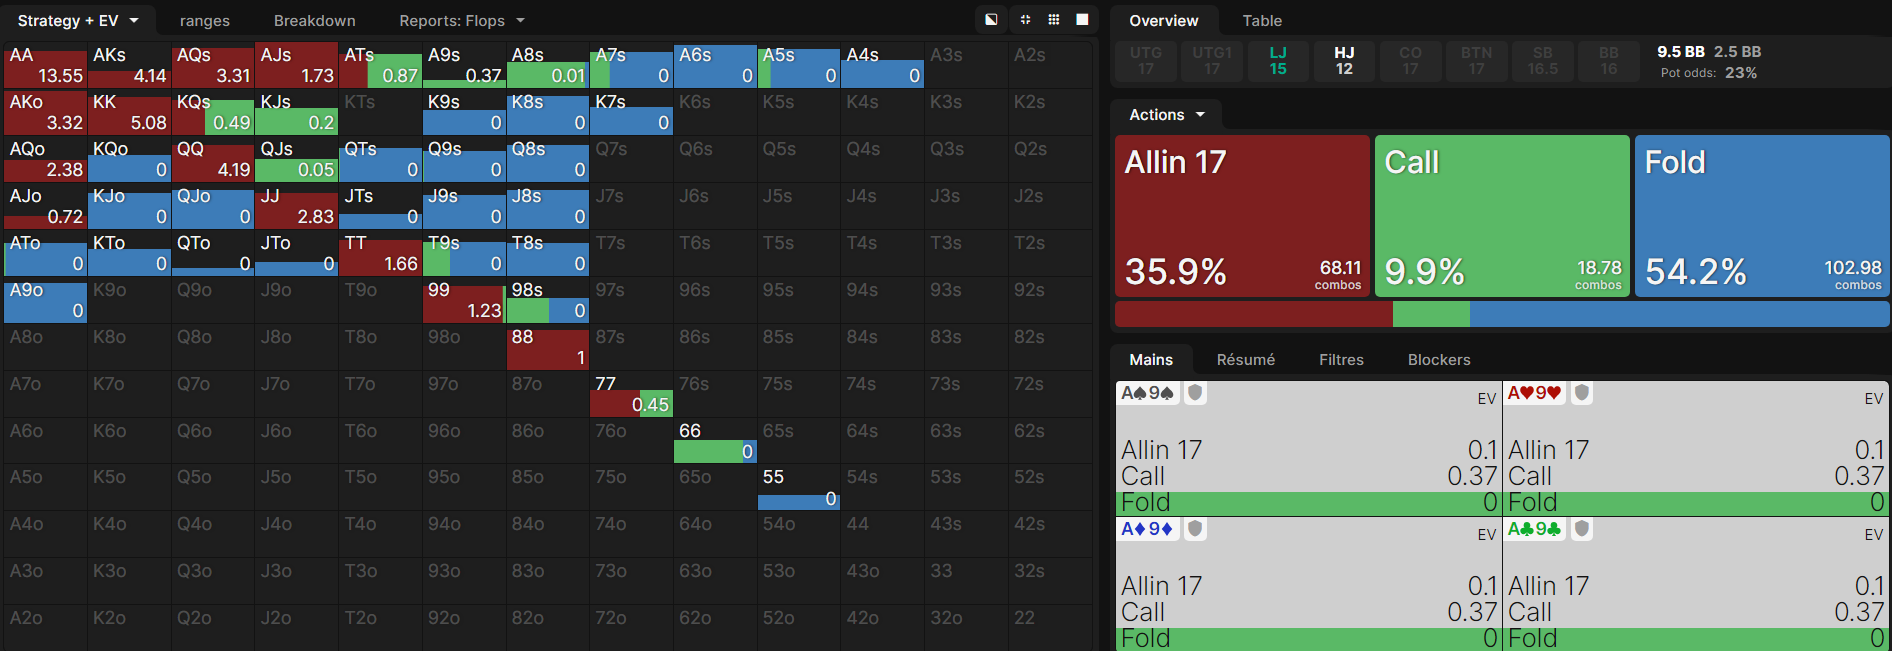 Strategy + EV ranges Breakdown Reports: Flops
AA AKs AQs AJs ATs A9s A8s A7s A6s A5s A4s A3s A2s
13.55 4.14 3.31 1.73 0.87 0.37 0.01 0 0 0 0
AKo KK KQs KJs KTs K9s K8s K7s K6s K5s K4s K3s K2s
3.32 5.08 0.49 0.2 0 0 0
AQo KQo QQ QJs QTs Q9s Q8s Q7s Q6s Q5s Q4s Q3s Q2s
2.38 0 4.19 0.05 0 0 0
AJo KJo QJo JJ JTs J9s J8s J7s J6s J5s J4s J3s J2s
0.72 0 0 2.83 0 0 0
ATo KTo QTo JTo TT T9s T8s T7s T6s T5s T4s T3s T2s
0 0 0 0 1.66 0 0
A9o K9o Q9o J9o T9o 99 98s 97s 96s 95s 94s 93s 92s
0 1.23 0
A8o K8o Q8o J8o T8o 98o 88 87s 86s 85s 84s 83s 82s
1
A7o K7o Q7o J7o T7o 97o 87o 77 76s 75s 74s 73s 72s
0.45
A6o K6o Q6o J6o T6o 96o 86o 76o 66 65s 64s 63s 62s
0
A5o K5o Q5o J5o T5o 95o 85o 75o 65o 55 54s 53s 52s
0
A4o K4o Q4o J4o T4o 94o 84o 74o 64o 54o 44 43s 42s
A3o K3o Q3o J3o T3o 93o 83o 73o 63o 53o 43o 33 32s
A2o K2o Q2o J2o T2o 92o 82o 72o 62o 52o 42o 32o 22
Overview Table
UTG UTG1 LJ HJ CO BTN SB BB 9.5 BB 2.5 BB
17 17 15 12 17 17 16.5 16 Pot odds: 23%
Actions
Allin 17 Call Fold
35.9% 68.11 combos 9.9% 18.78 combos 54.2% 102.98 combos
Mains Résumé Filtres Blockers
A♠9♠ EV A♥9♥ EV
Allin 17 0.1 Allin 17 0.1
Call 0.37 Call 0.37
Fold 0 Fold 0
A♦9♦ EV A♣9♣ EV
Allin 17 0.1 Allin 17 0.1
Call 0.37 Call 0.37
Fold 0 Fold 0